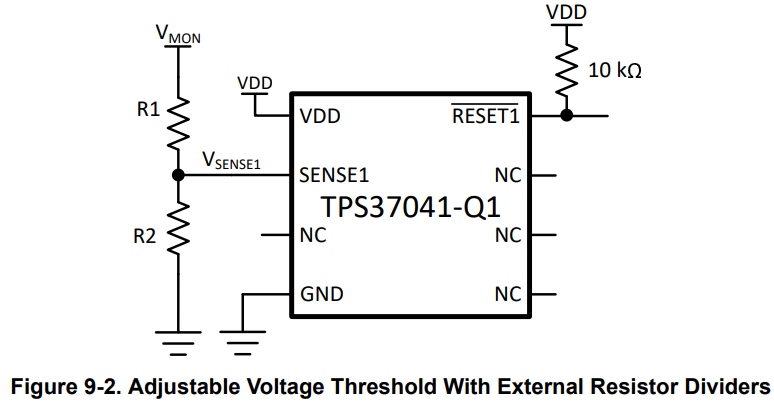 VDD
VMON
10 kΩ
VDD
R1
VDD
RESET1
VSENSE1
SENSE1
NC
TPS37041-Q1
R2
NC
NC
GND
NC
Figure 9-2. Adjustable Voltage Threshold With External Resistor Dividers